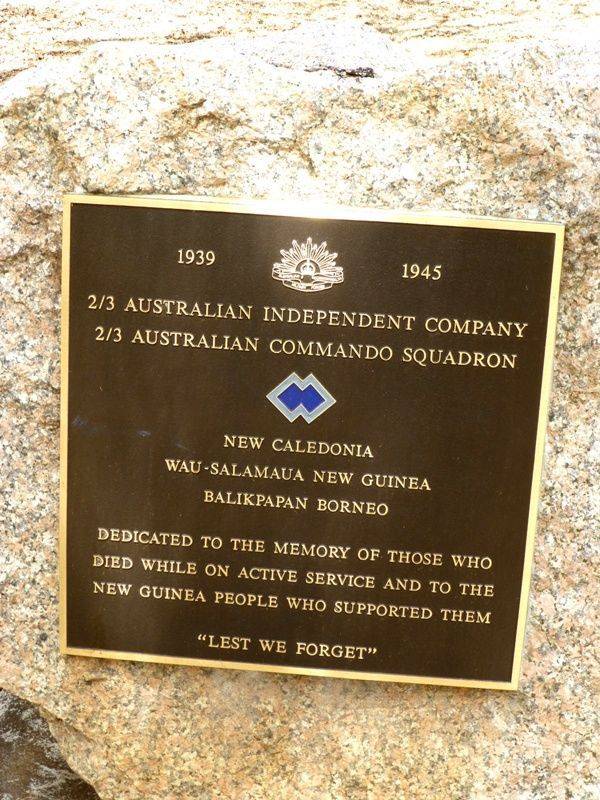 1939 1945
2/3 AUSTRALIAN INDEPENDENT COMPANY
2/3 AUSTRALIAN COMMANDO SQUADRON
NEW CALEDONIA
WAU-SALAMAUA NEW GUINEA
BALIKPAPAN BORNEO
DEDICATED TO THE MEMORY OF THOSE WHO
DIED WHILE ON ACTIVE SERVICE AND TO THE
NEW GUINEA PEOPLE WHO SUPPORTED THEM
"LEST WE FORGET"